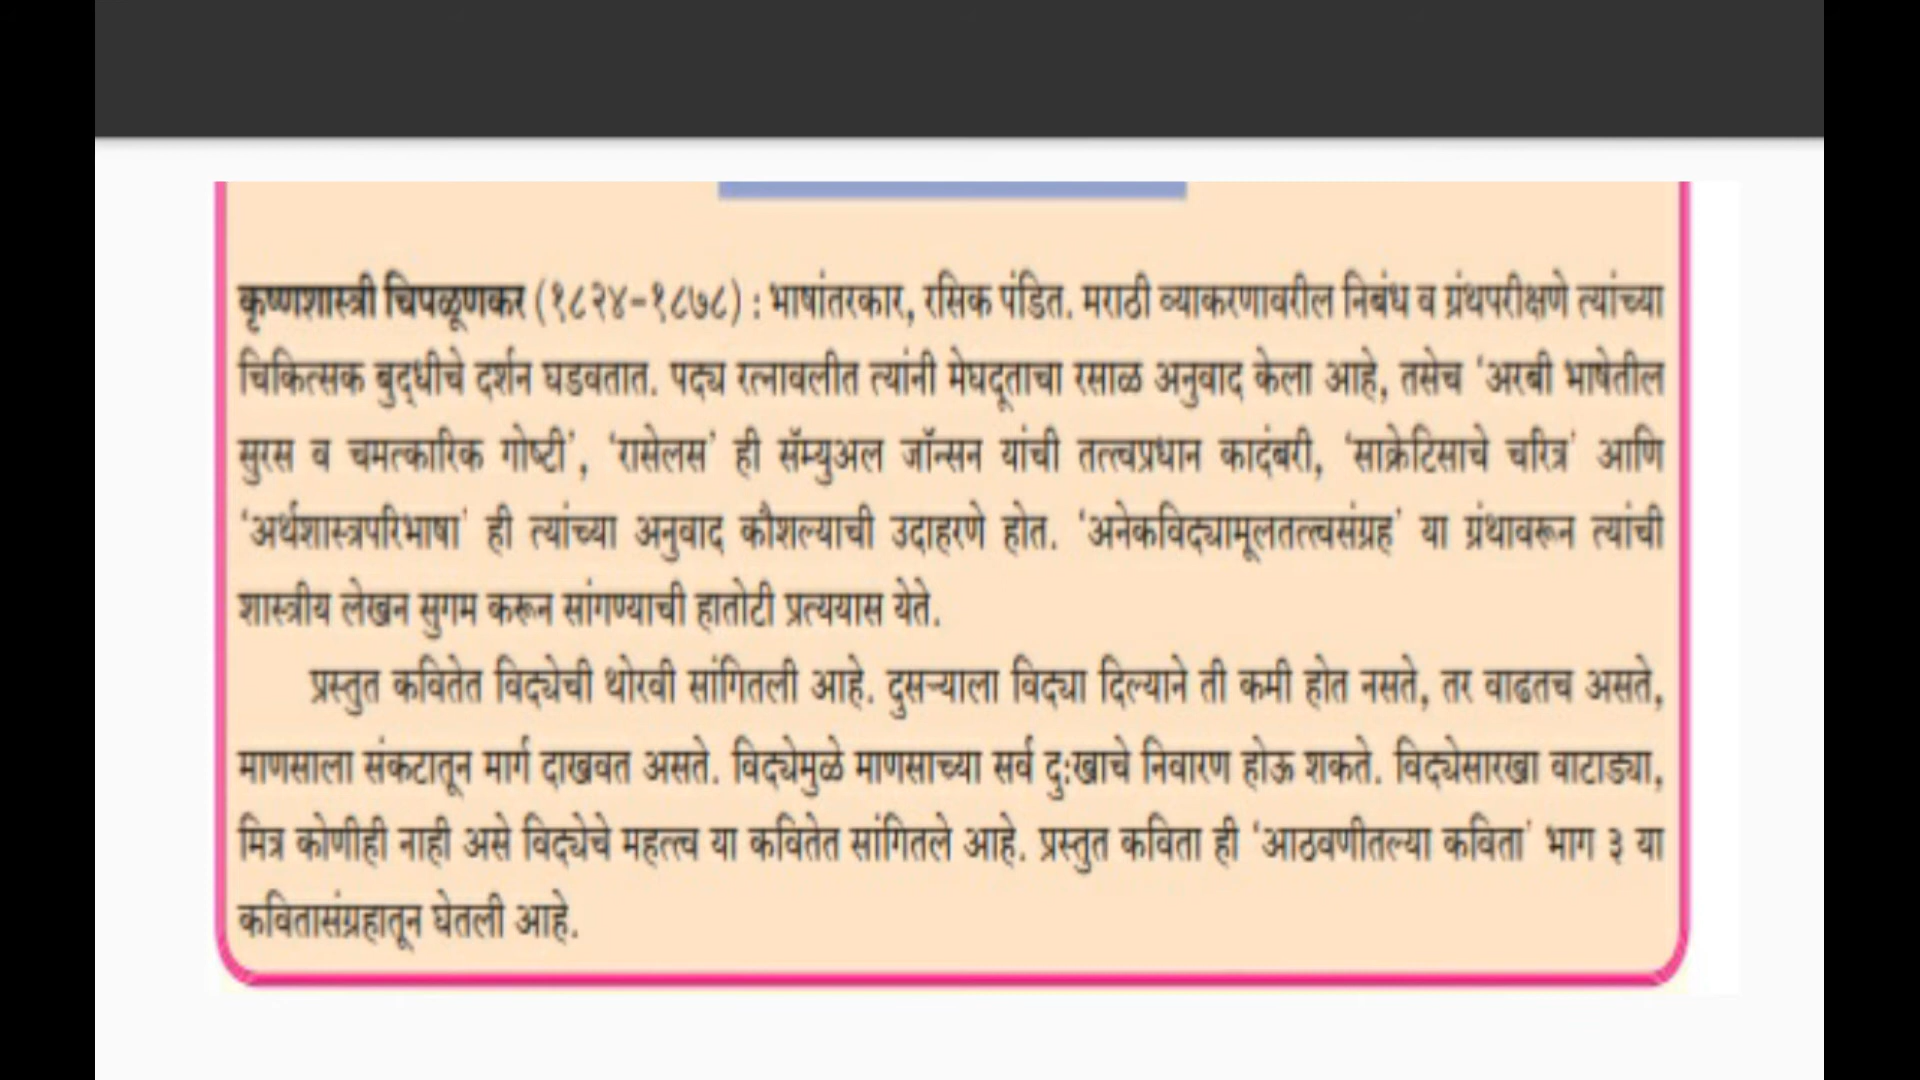 कृष्णशास्त्री चिपळूणकर (१८२४-१८७८) : भाषांतरकार, रसिक पंडित. मराठी व्याकरणावरील निबंध व ग्रंथपरीक्षणे त्यांच्या
चिकित्सक बुद्धीचे दर्शन घडवतात. पद्य रत्नावलीत त्यांनी मेघदूताचा रसाळ अनुवाद केला आहे, तसेच ‘अरबी भाषेतील
सुरस व चमत्कारिक गोष्टी’, ‘रासेलस’ ही सॅम्युअल जॉन्सन यांची तत्त्वप्रधान कादंबरी, ‘साक्रेटिसाचे चरित्र’ आणि
‘अर्थशास्त्रपरिभाषा’ ही त्यांच्या अनुवाद कौशल्याची उदाहरणे होत. ‘अनेकविद्यामूलतत्त्वसंग्रह’ या ग्रंथावरून त्यांची
शास्त्रीय लेखन सुगम करून सांगण्याची हातोटी प्रत्ययास येते.
प्रस्तुत कवितेत विद्येची थोरवी सांगितली आहे. दुसऱ्याला विद्या दिल्याने ती कमी होत नसते, तर वाढतच असते,
माणसाला संकटातून मार्ग दाखवत असते. विद्येमुळे माणसाच्या सर्व दुःखाचे निवारण होऊ शकते. विद्येसारखा वाटाड्या,
मित्र कोणीही नाही असे विद्येचे महत्त्व या कवितेत सांगितले आहे. प्रस्तुत कविता ही ‘आठवणीतल्या कविता’ भाग ३ या
कवितासंग्रहातून घेतली आहे.